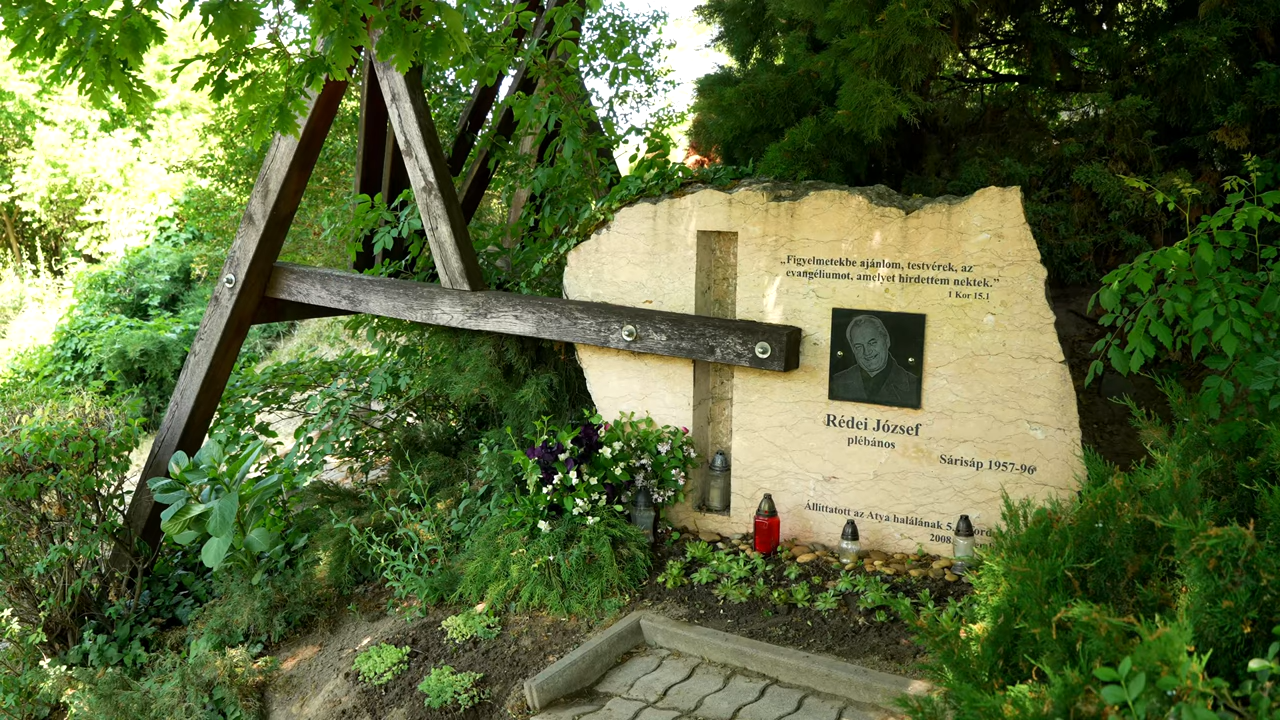 „Figyelmetekbe ajánlom, testvérek, az
evangéliumot, amelyet hirdettem nektek.”
1 Kor 15.1
Rédei József
plébános
Sárisáp 1957-96
Állíttatott az Atya halálának 5.
2008.